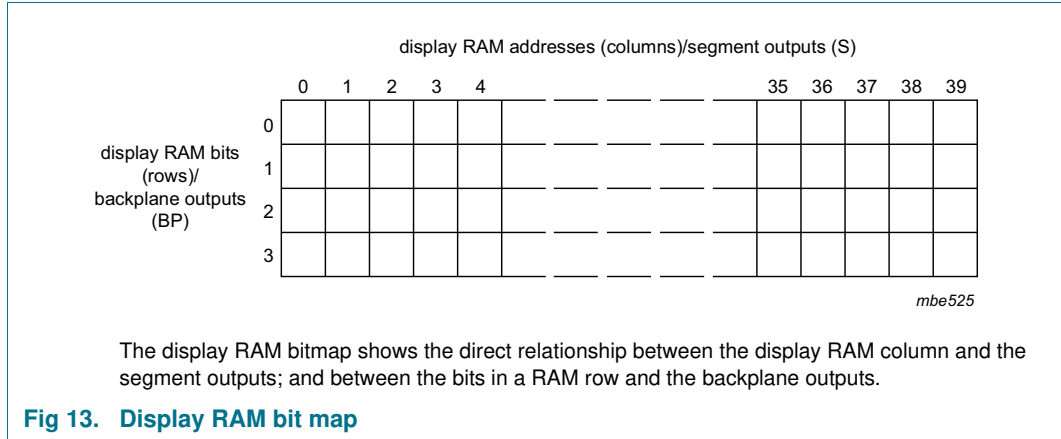 display RAM addresses (columns)/segment outputs (S)
0 1 2 3 4 35 36 37 38 39
0
display RAM bits
1
(rows)/
backplane outputs
2
(BP)
3
mbe525
The display RAM bitmap shows the direct relationship between the display RAM column and the
segment outputs; and between the bits in a RAM row and the backplane outputs.
Fig 13. Display RAM bit map